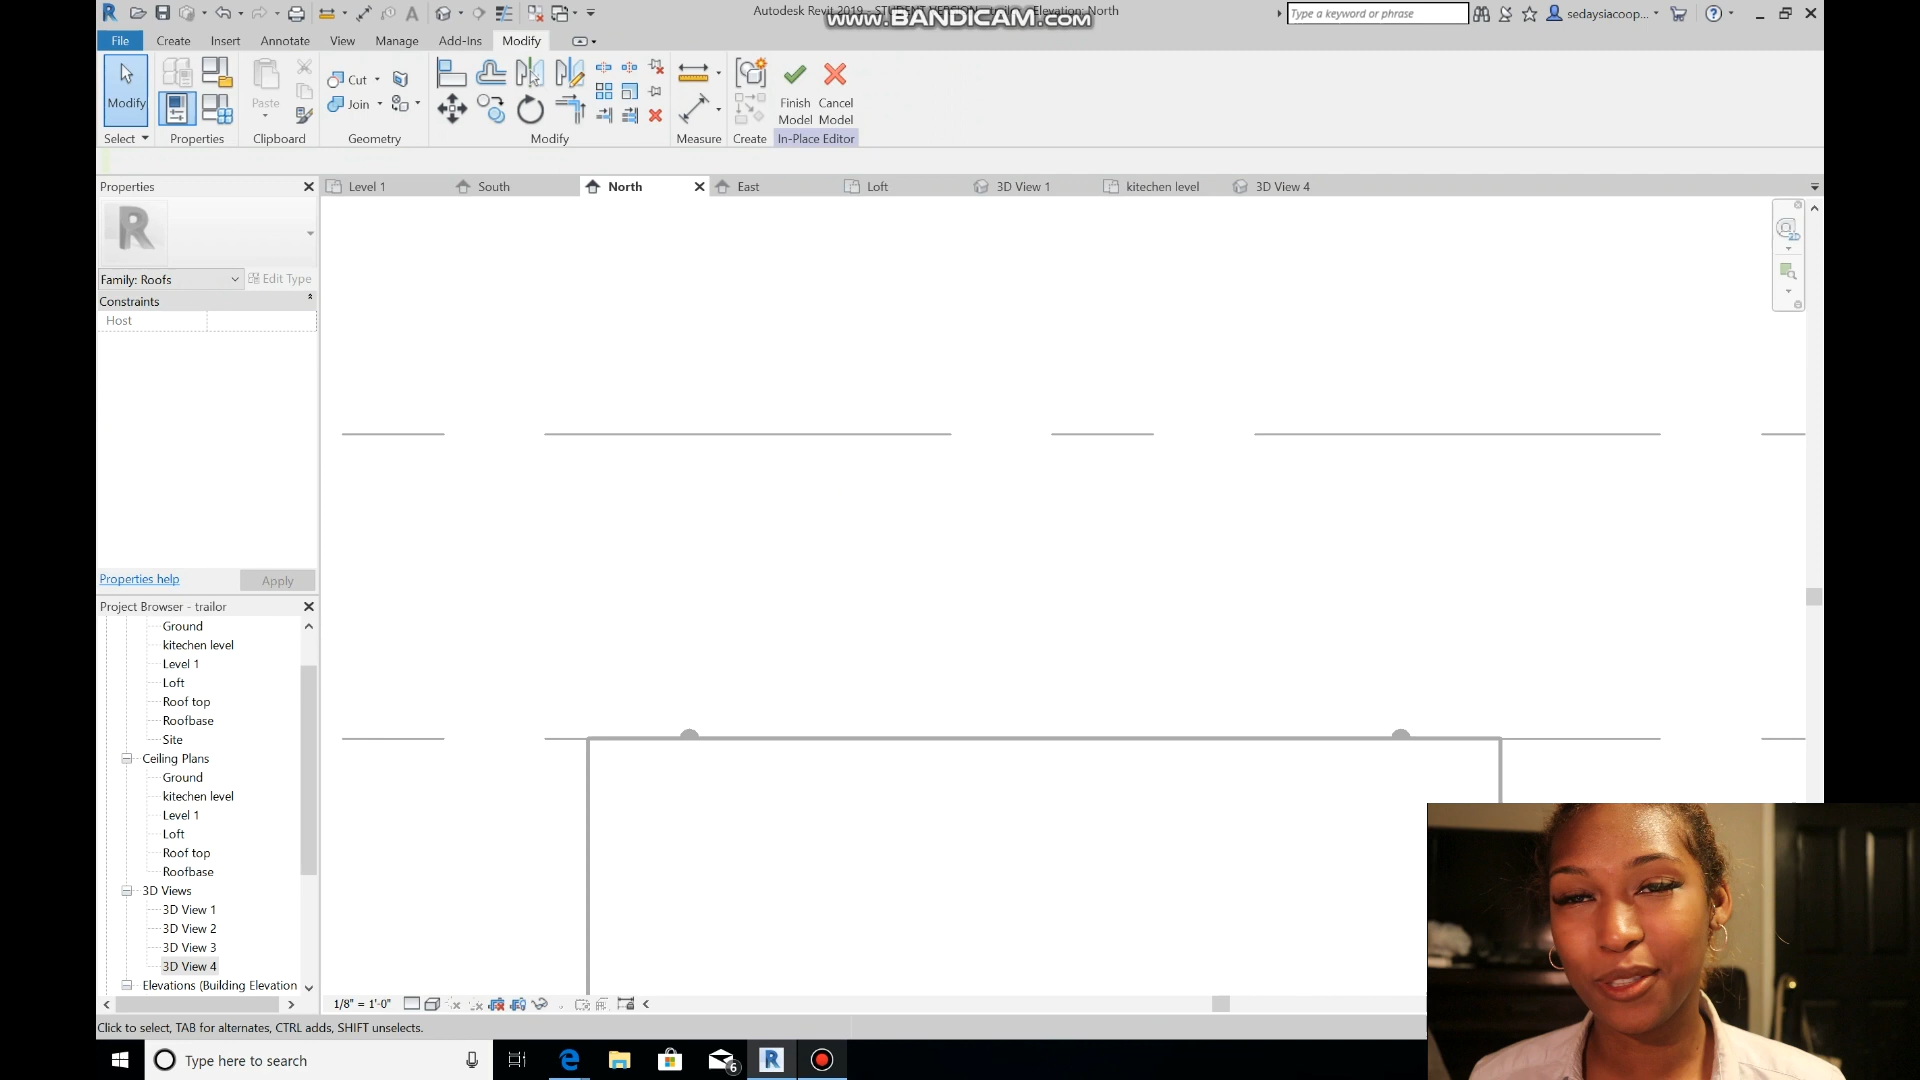 Autodesk Revit 2019 - STUDENT VERSION Elevation: North
www.BANDICAM.com
Type a keyword or phrase
sedaysiacoop...
File Create Insert Annotate View Manage Add-Ins Modify
Modify
Paste
Cut
Join
Finish Model
Cancel Model
Select Properties Clipboard Geometry Modify Measure Create In-Place Editor
Properties
Level 1 South North East Loft 3D View 1 kitechen level 3D View 4
Family: Roofs
Edit Type
Constraints
Host
Properties help
Apply
Project Browser - trailor
Ground
kitechen level
Level 1
Loft
Roof top
Roofbase
Site
Ceiling Plans
Ground
kitechen level
Level 1
Loft
Roof top
Roofbase
3D Views
3D View 1
3D View 2
3D View 3
3D View 4
Elevations (Building Elevation
1/8" = 1'-0"
Click to select, TAB for alternates, CTRL adds, SHIFT unselects.
Type here to search
6